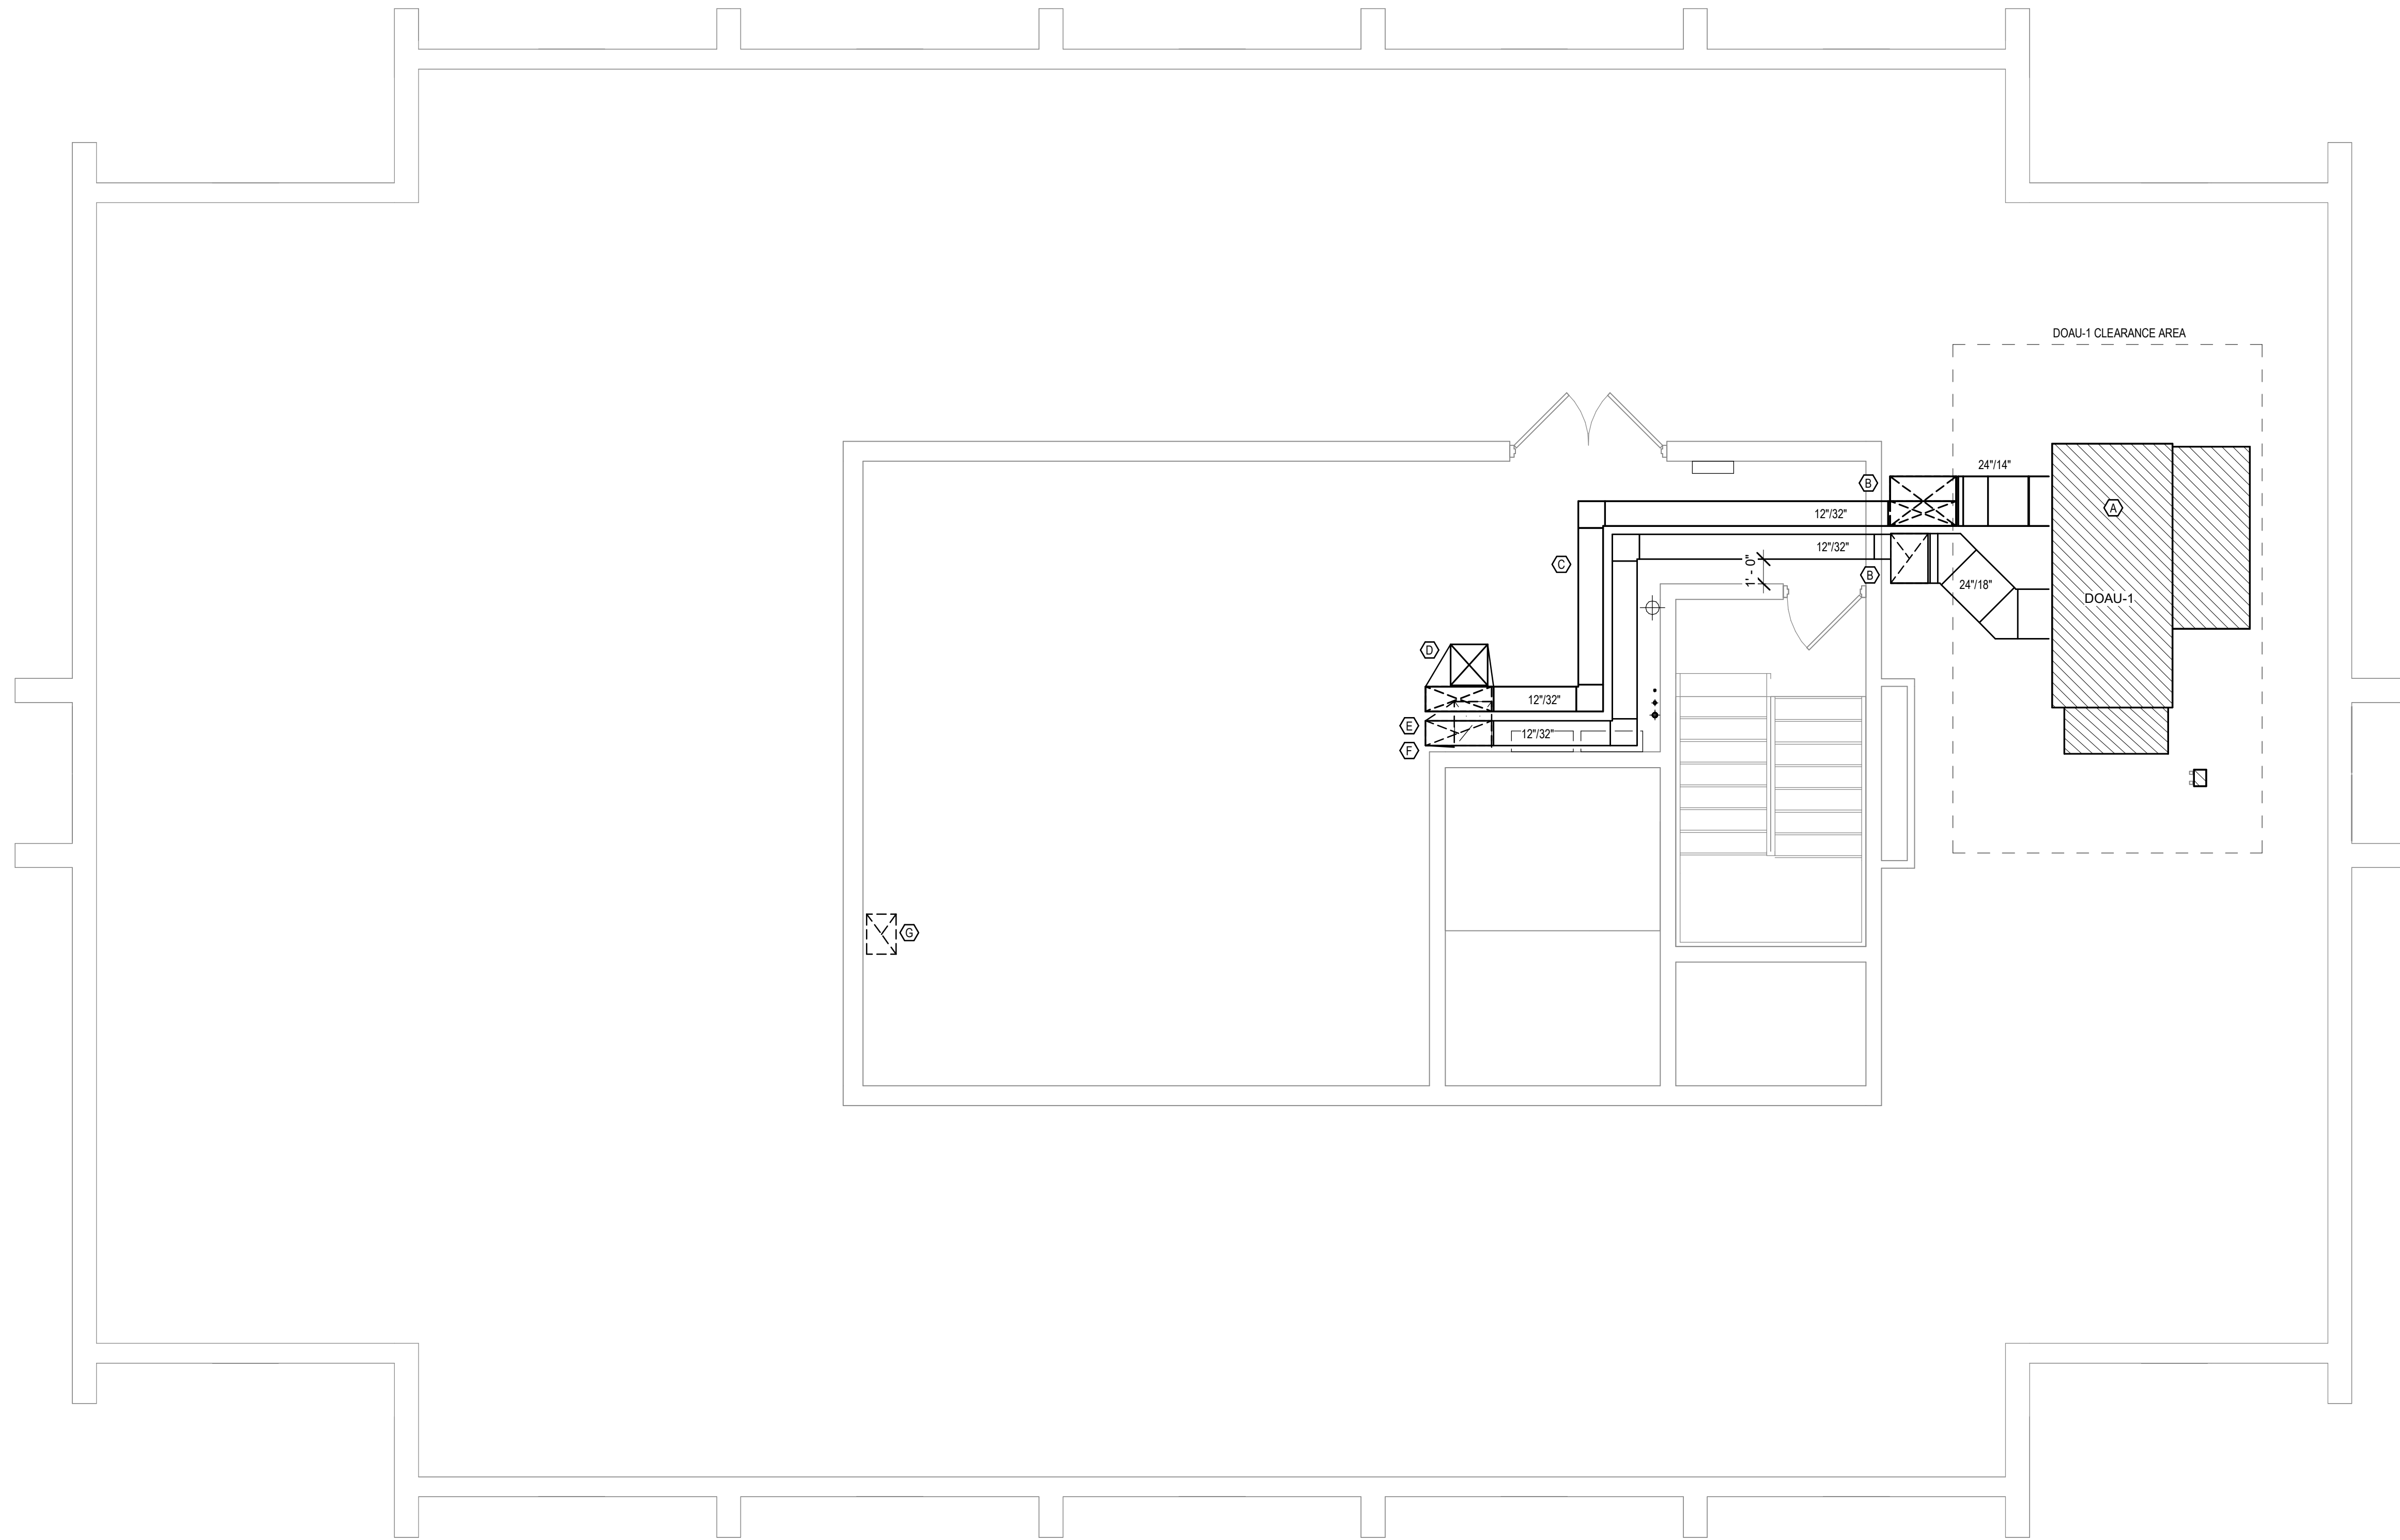 DOAU-1 CLEARANCE AREA
24"/14"
B
A
12"/32"
12"/32"
C
1' - 0"
B
24"/18"
DOAU-1
D
12"/32"
E
12"/32"
F
G